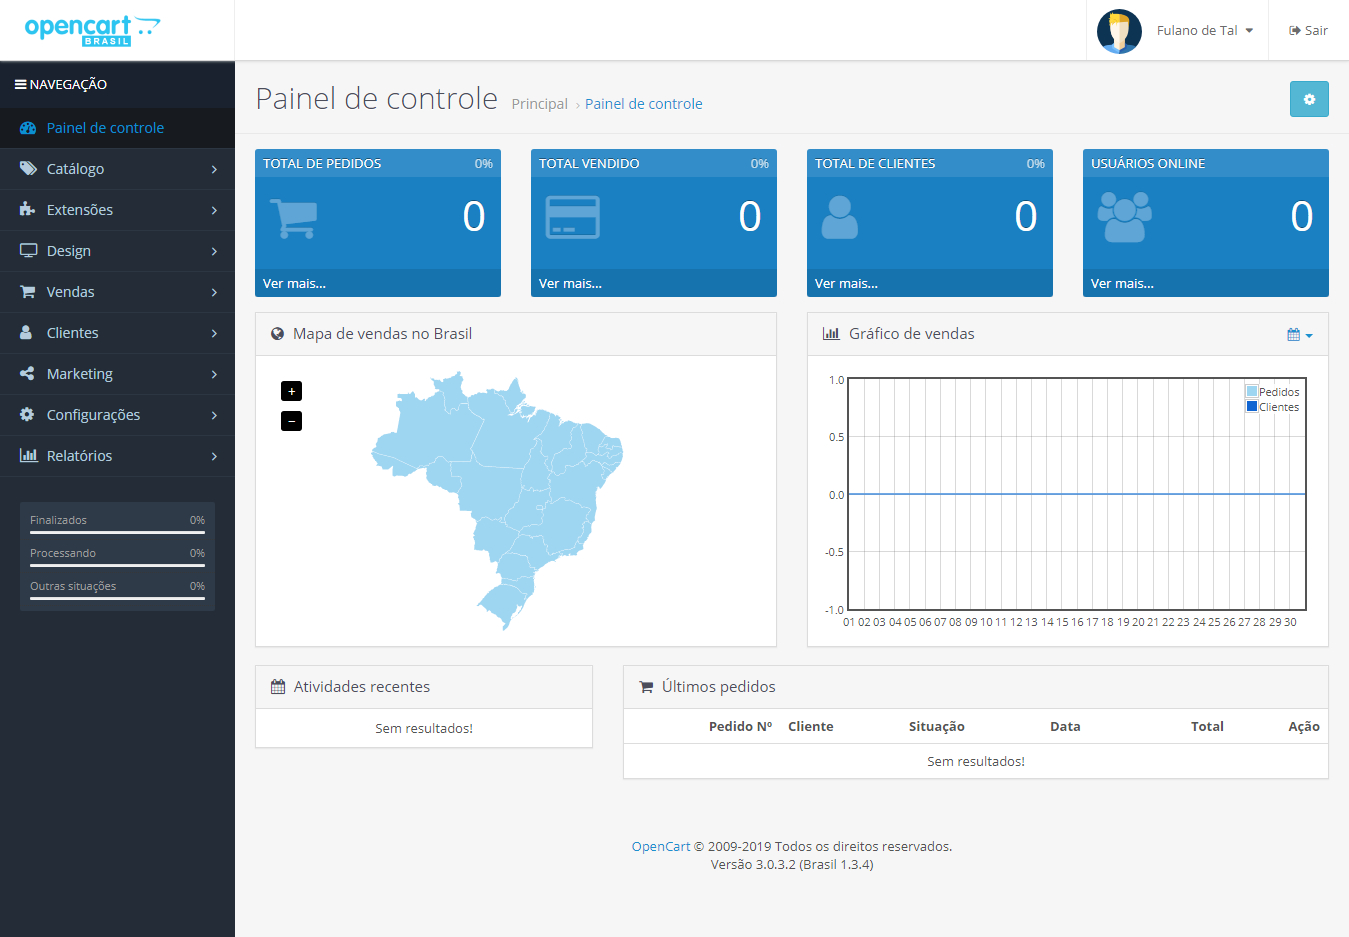 opencart
BRASIL
Fulano de Tal
Sair
NAVEGAÇÃO
Painel de controle
Catálogo
Extensões
Design
Vendas
Clientes
Marketing
Configurações
Relatórios
Finalizados 0%
Processando 0%
Outras situações 0%
Painel de controle Principal › Painel de controle
TOTAL DE PEDIDOS 0%
0
Ver mais...
TOTAL VENDIDO 0%
0
Ver mais...
TOTAL DE CLIENTES 0%
0
Ver mais...
USUÁRIOS ONLINE
0
Ver mais...
Mapa de vendas no Brasil
+
−
Gráfico de vendas
1.0
0.5
0.0
-0.5
-1.0
Pedidos
Clientes
01 02 03 04 05 06 07 08 09 10 11 12 13 14 15 16 17 18 19 20 21 22 23 24 25 26 27 28 29 30
Atividades recentes
Sem resultados!
Últimos pedidos
Pedido Nº Cliente Situação Data Total Ação
Sem resultados!
OpenCart © 2009-2019 Todos os direitos reservados.
Versão 3.0.3.2 (Brasil 1.3.4)